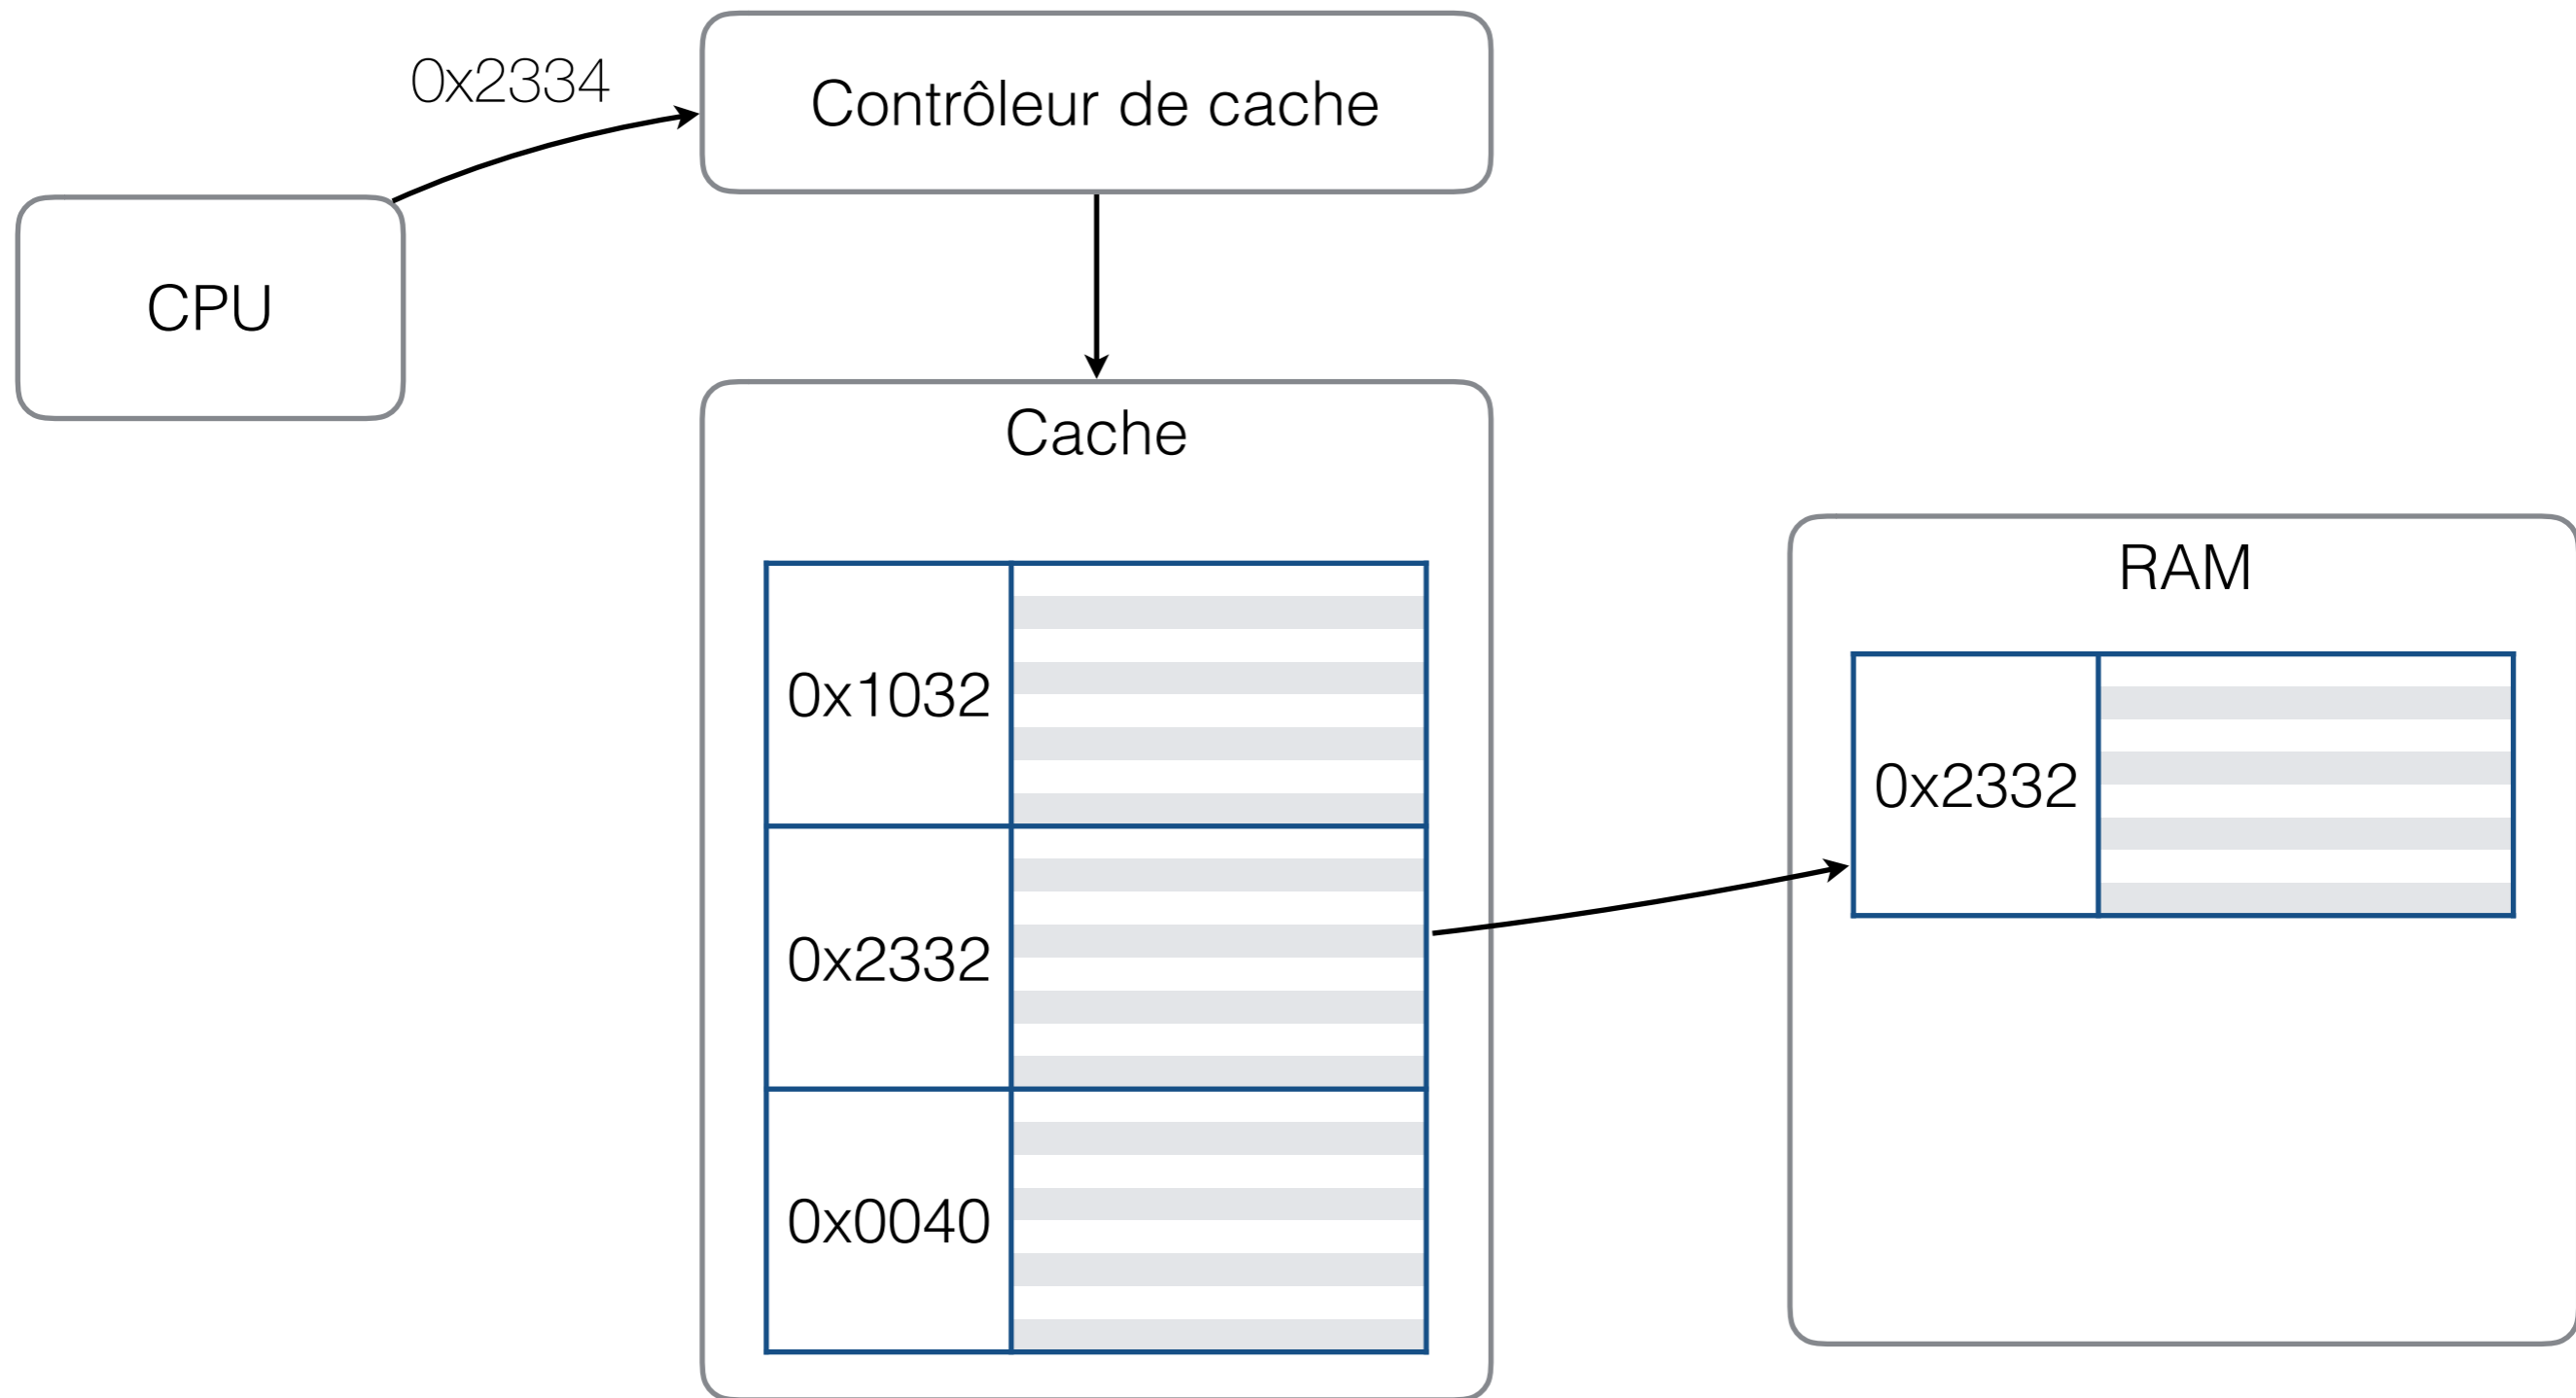 0x2334
Contrôleur de cache
CPU
Cache
0x1032
0x2332
0x0040
RAM
0x2332